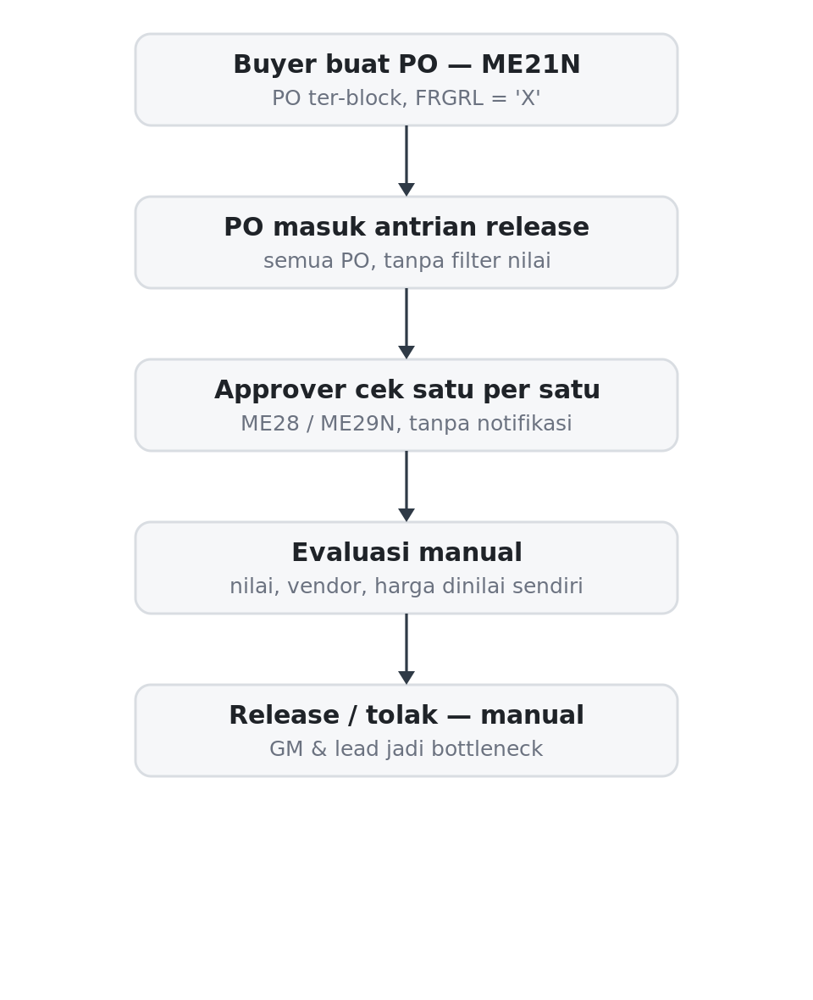 Buyer buat PO — ME21N
PO ter-block, FRGRL = 'X'
PO masuk antrian release
semua PO, tanpa filter nilai
Approver cek satu per satu
ME28 / ME29N, tanpa notifikasi
Evaluasi manual
nilai, vendor, harga dinilai sendiri
Release / tolak — manual
GM & lead jadi bottleneck